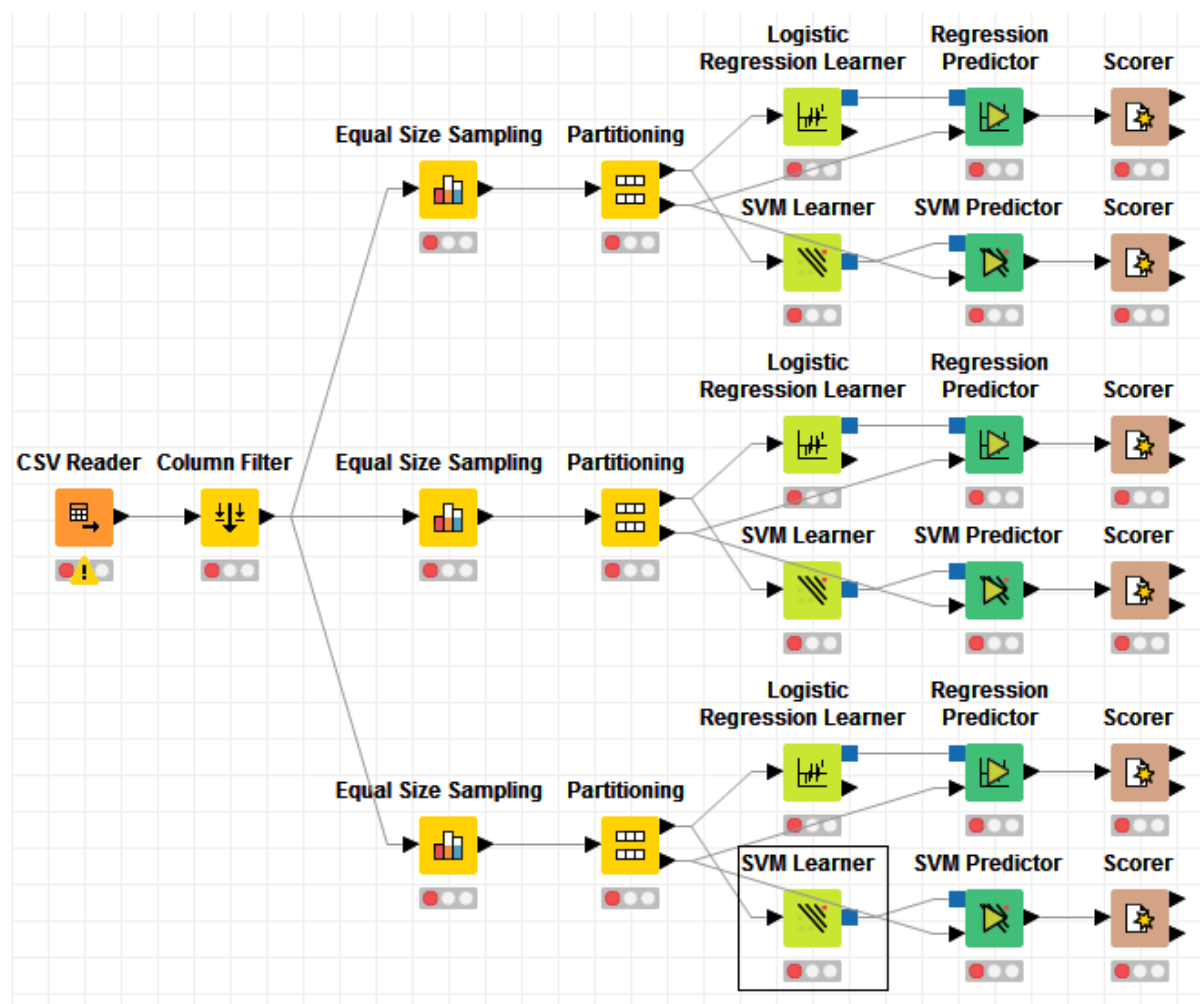 Logistic
Regression Learner
Regression
Predictor
Scorer
Equal Size Sampling
Partitioning
SVM Learner
SVM Predictor
Scorer
Logistic
Regression Learner
Regression
Predictor
Scorer
CSV Reader
Column Filter
Equal Size Sampling
Partitioning
SVM Learner
SVM Predictor
Scorer
Logistic
Regression Learner
Regression
Predictor
Scorer
Equal Size Sampling
Partitioning
SVM Learner
SVM Predictor
Scorer